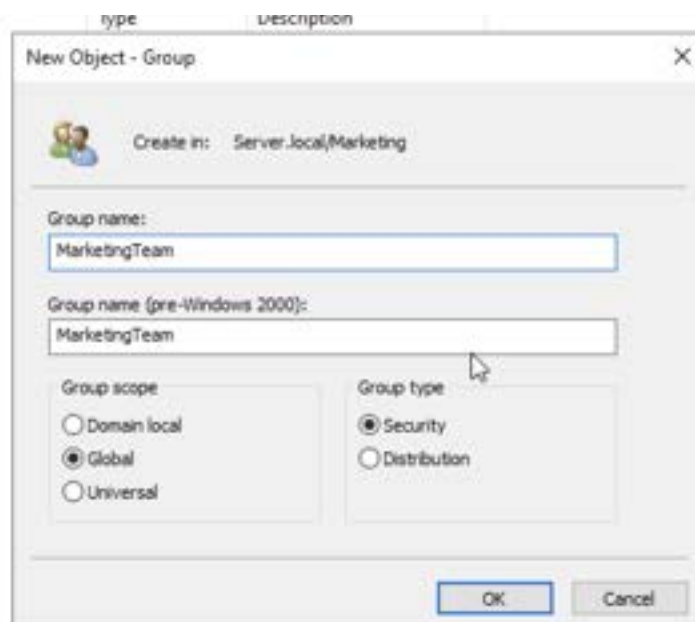 Type Description
New Object - Group
Create in: Server.local/Marketing
Group name:
MarketingTeam
Group name (pre-Windows 2000):
MarketingTeam
Group scope
Group type
Domain local
Global
Universal
Security
Distribution
OK Cancel